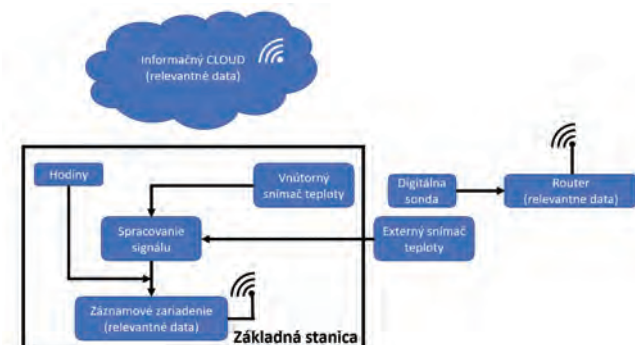 Informačný CLOUD
(relevantné data)
Hodiny
Vnútorný
snímač teploty
Digitálna
sonda
Router
(relevantne data)
Spracovanie
signálu
Externý snímač
teploty
Záznamové zariadenie
(relevantné data)
Základná stanica